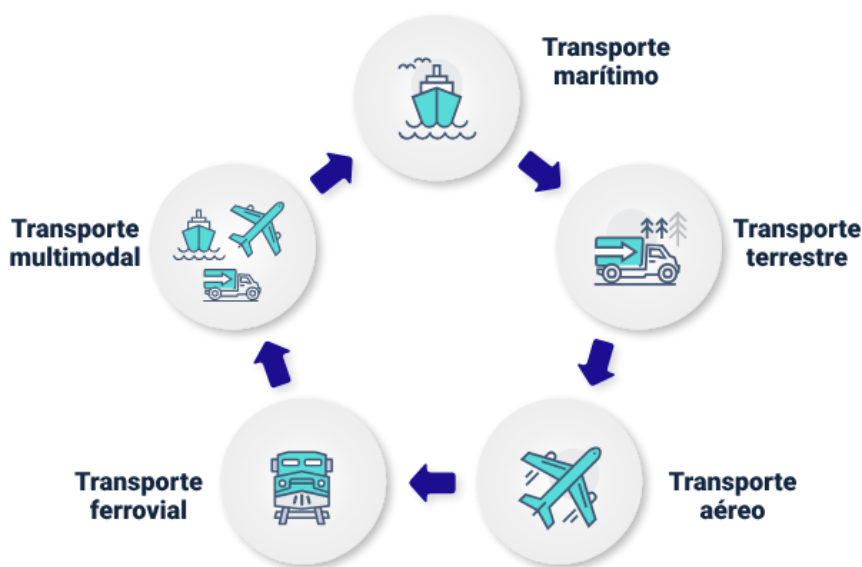 Transporte
marítimo
Transporte
terrestre
Transporte
aéreo
Transporte
ferrovial
Transporte
multimodal